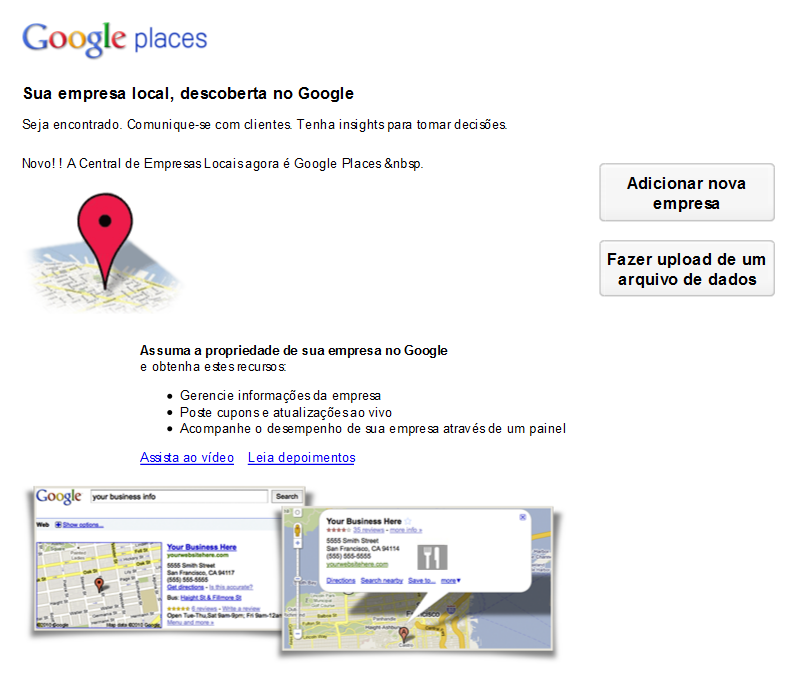 Google places
Sua empresa local, descoberta no Google
Seja encontrado. Comunique-se com clientes. Tenha insights para tomar decisões.
Novo! ! A Central de Empresas Locais agora é Google Places &nbsp.
Adicionar nova
empresa
Fazer upload de um
arquivo de dados
Assuma a propriedade de sua empresa no Google
e obtenha estes recursos:
Gerencie informações da empresa
Poste cupons e atualizações ao vivo
Acompanhe o desempenho de sua empresa através de um painel
Assista ao vídeo Leia depoimentos
Google your business info Search
Web Show options...
Your Business Here
yourwebsitehere.com
5555 Smith Street
San Francisco, CA 94117
(555) 555-5555
Get directions - Is this accurate?
Bus: Height St & Fillmore St
6 reviews - Write a review
Open Tue-Thu,Sat 9am-9pm; Fri 9am-12a
Menu and more »
©2010 Google Map data ©2010 Google
Your Business Here
35 reviews - more info »
5555 Smith Street
San Francisco, CA 94114
(555) 555-5555
yourwebsitehere.com
Directions Search nearby Save to... more